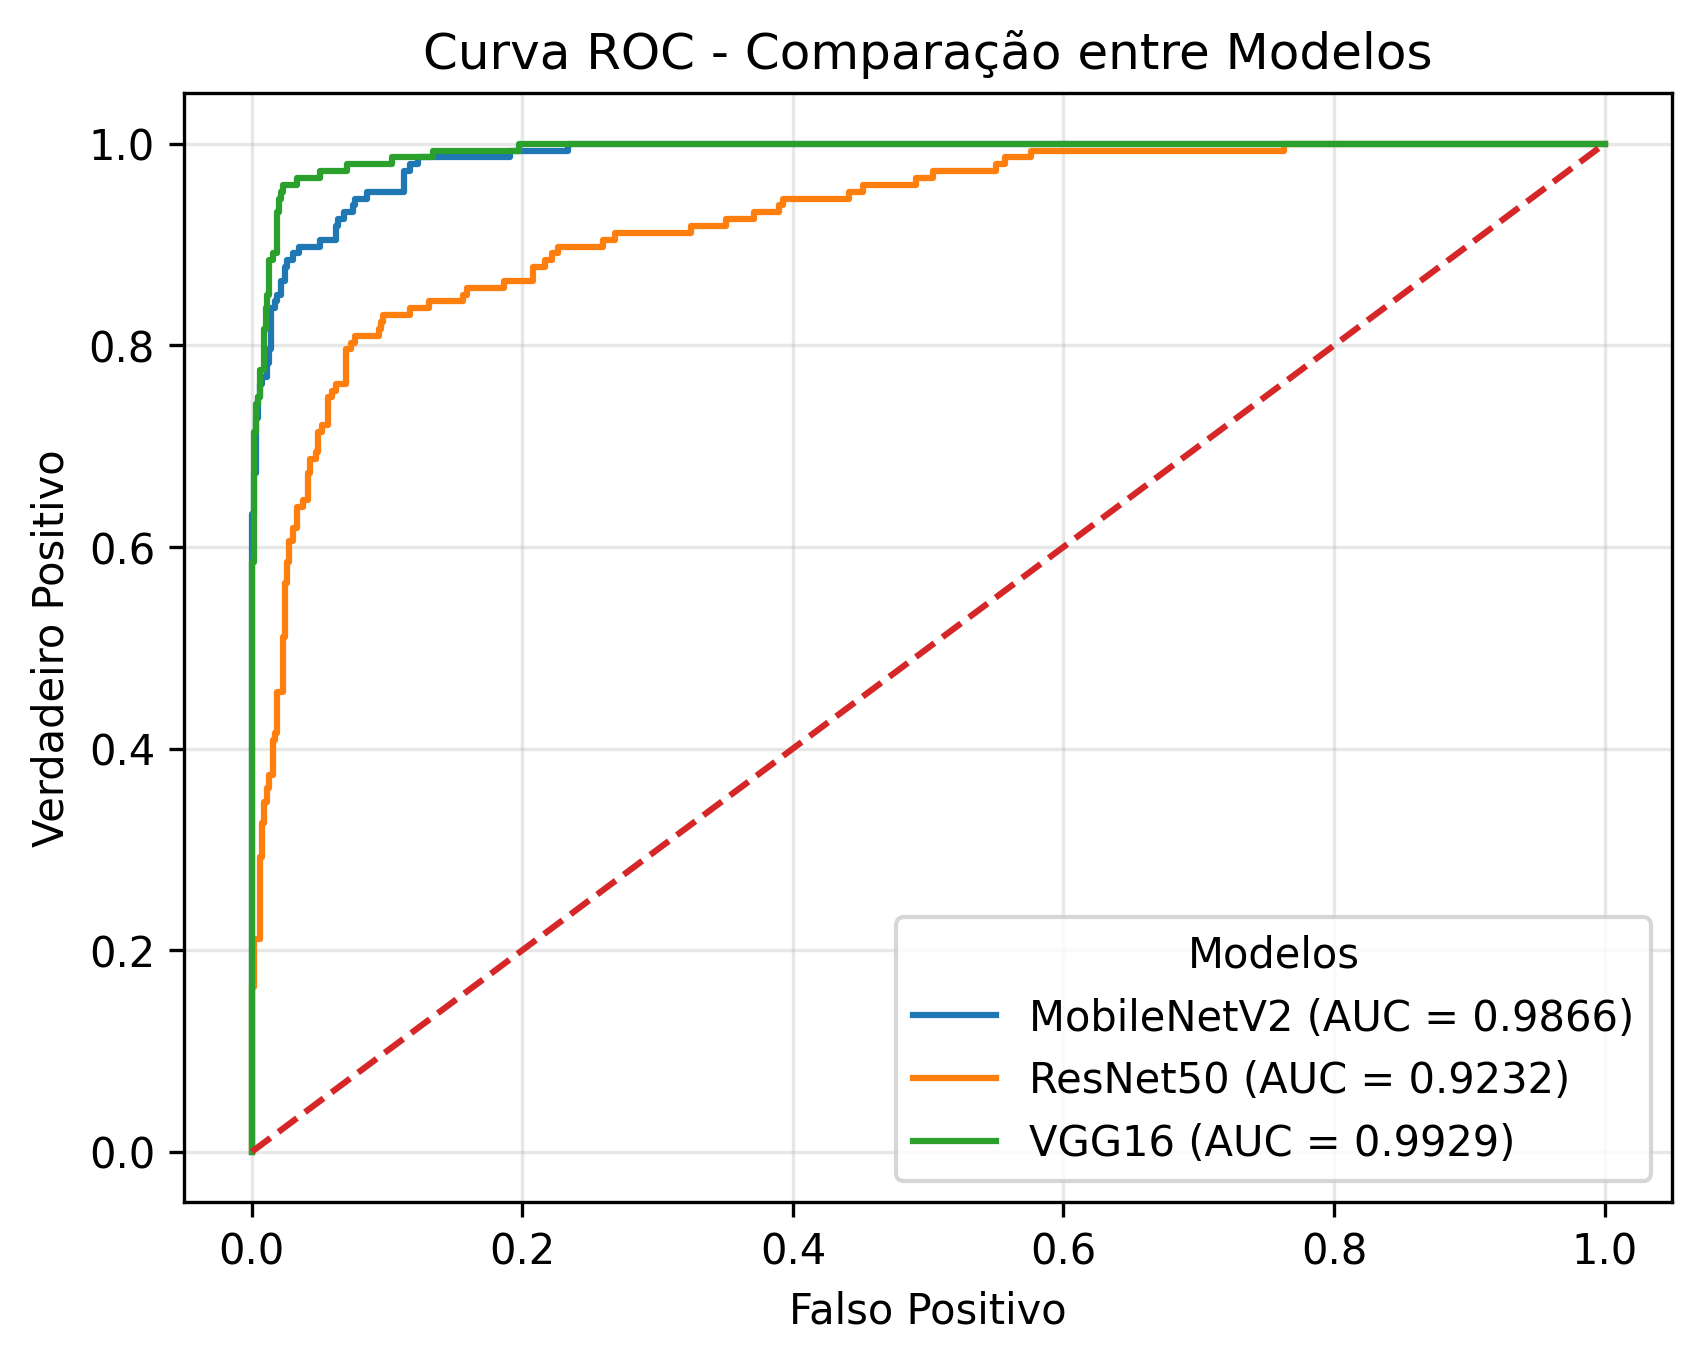 Curva ROC - Comparação entre Modelos
1.0
0.8
0.6
0.4
0.2
0.0
Verdadeiro Positivo
Modelos
MobileNetV2 (AUC = 0.9866)
ResNet50 (AUC = 0.9232)
VGG16 (AUC = 0.9929)
0.0 0.2 0.4 0.6 0.8 1.0
Falso Positivo